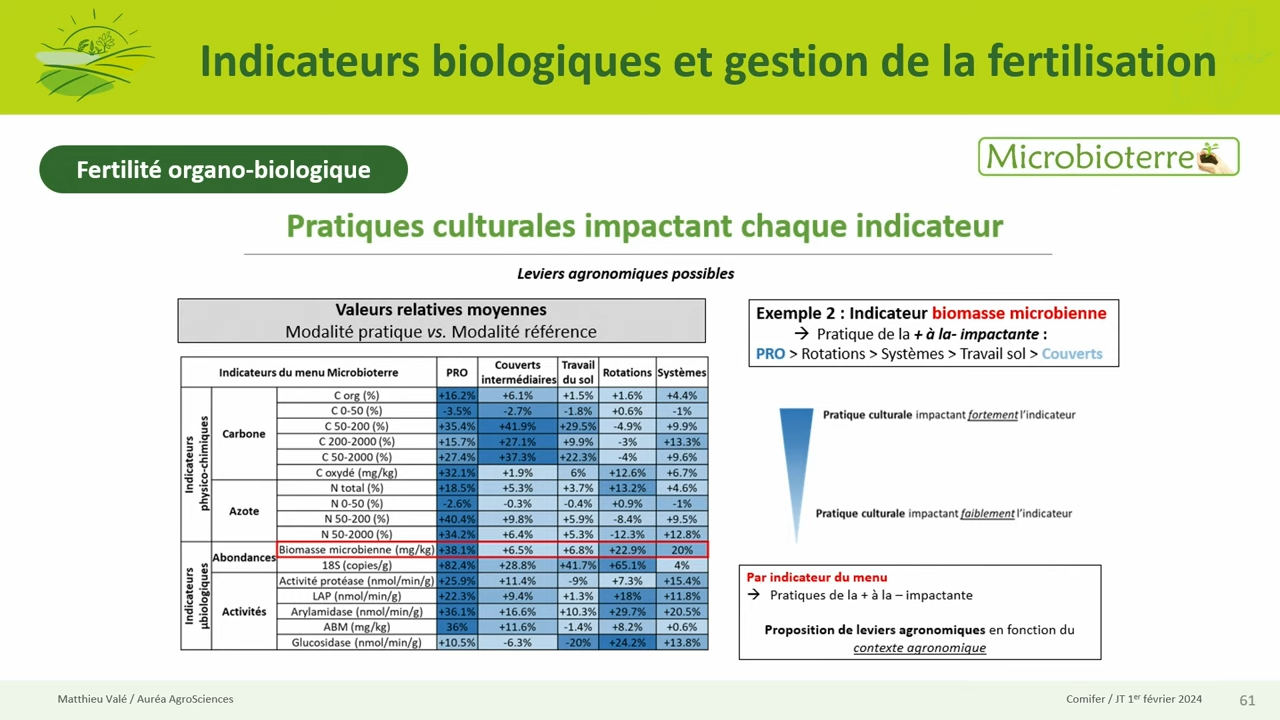 Indicateurs biologiques et gestion de la fertilisation
Fertilité organo-biologique
Microbioterre
Pratiques culturales impactant chaque indicateur
Leviers agronomiques possibles
Valeurs relatives moyennes
Modalité pratique vs. Modalité référence
Indicateurs du menu Microbioterre PRO Couverts intermédiaires Travail du sol Rotations Systèmes
Indicateurs physico-chimiques
Carbone
C org (%) +16.2% +6.1% +1.5% +1.6% +4.4%
C 0-50 (%) -3.5% -2.7% -1.8% +0.6% -1%
C 50-200 (%) +35.4% +41.9% +29.5% -4.9% +9.9%
C 200-2000 (%) +15.7% +27.1% +9.9% -3% +13.3%
C 50-2000 (%) +27.4% +37.3% +22.3% -4% +9.6%
C oxydé (mg/kg) +32.1% +1.9% 6% +12.6% +6.7%
Azote
N total (%) +18.5% +5.3% +3.7% +13.2% +4.6%
N 0-50 (%) -2.6% -0.3% -0.4% +0.9% -1%
N 50-200 (%) +40.4% +9.8% +5.9% -8.4% +9.5%
N 50-2000 (%) +34.2% +6.4% +5.3% -12.3% +12.8%
Indicateurs µbiologiques
Abondances
Biomasse microbienne (mg/kg) +38.1% +6.5% +6.8% +22.9% 20%
18S (copies/g) +82.4% +28.8% +41.7% +65.1% 4%
Activités
Activité protéase (nmol/min/g) +25.9% +11.4% -9% +7.3% +15.4%
LAP (nmol/min/g) +22.3% +9.4% +1.3% +18% +11.8%
Arylamidase (nmol/min/g) +36.1% +16.6% +10.3% +29.7% +20.5%
ABM (mg/kg) 36% +11.6% -1.4% +8.2% +0.6%
Glucosidase (nmol/min/g) +10.5% -6.3% -20% +24.2% +13.8%
Exemple 2 : Indicateur biomasse microbienne
→ Pratique de la + à la- impactante :
PRO > Rotations > Systèmes > Travail sol > Couverts
Pratique culturale impactant fortement l'indicateur
Pratique culturale impactant faiblement l'indicateur
Par indicateur du menu
→ Pratiques de la + à la – impactante
Proposition de leviers agronomiques en fonction du
contexte agronomique
Matthieu Valé / Auréa AgroSciences
Comifer / JT 1er février 2024
61